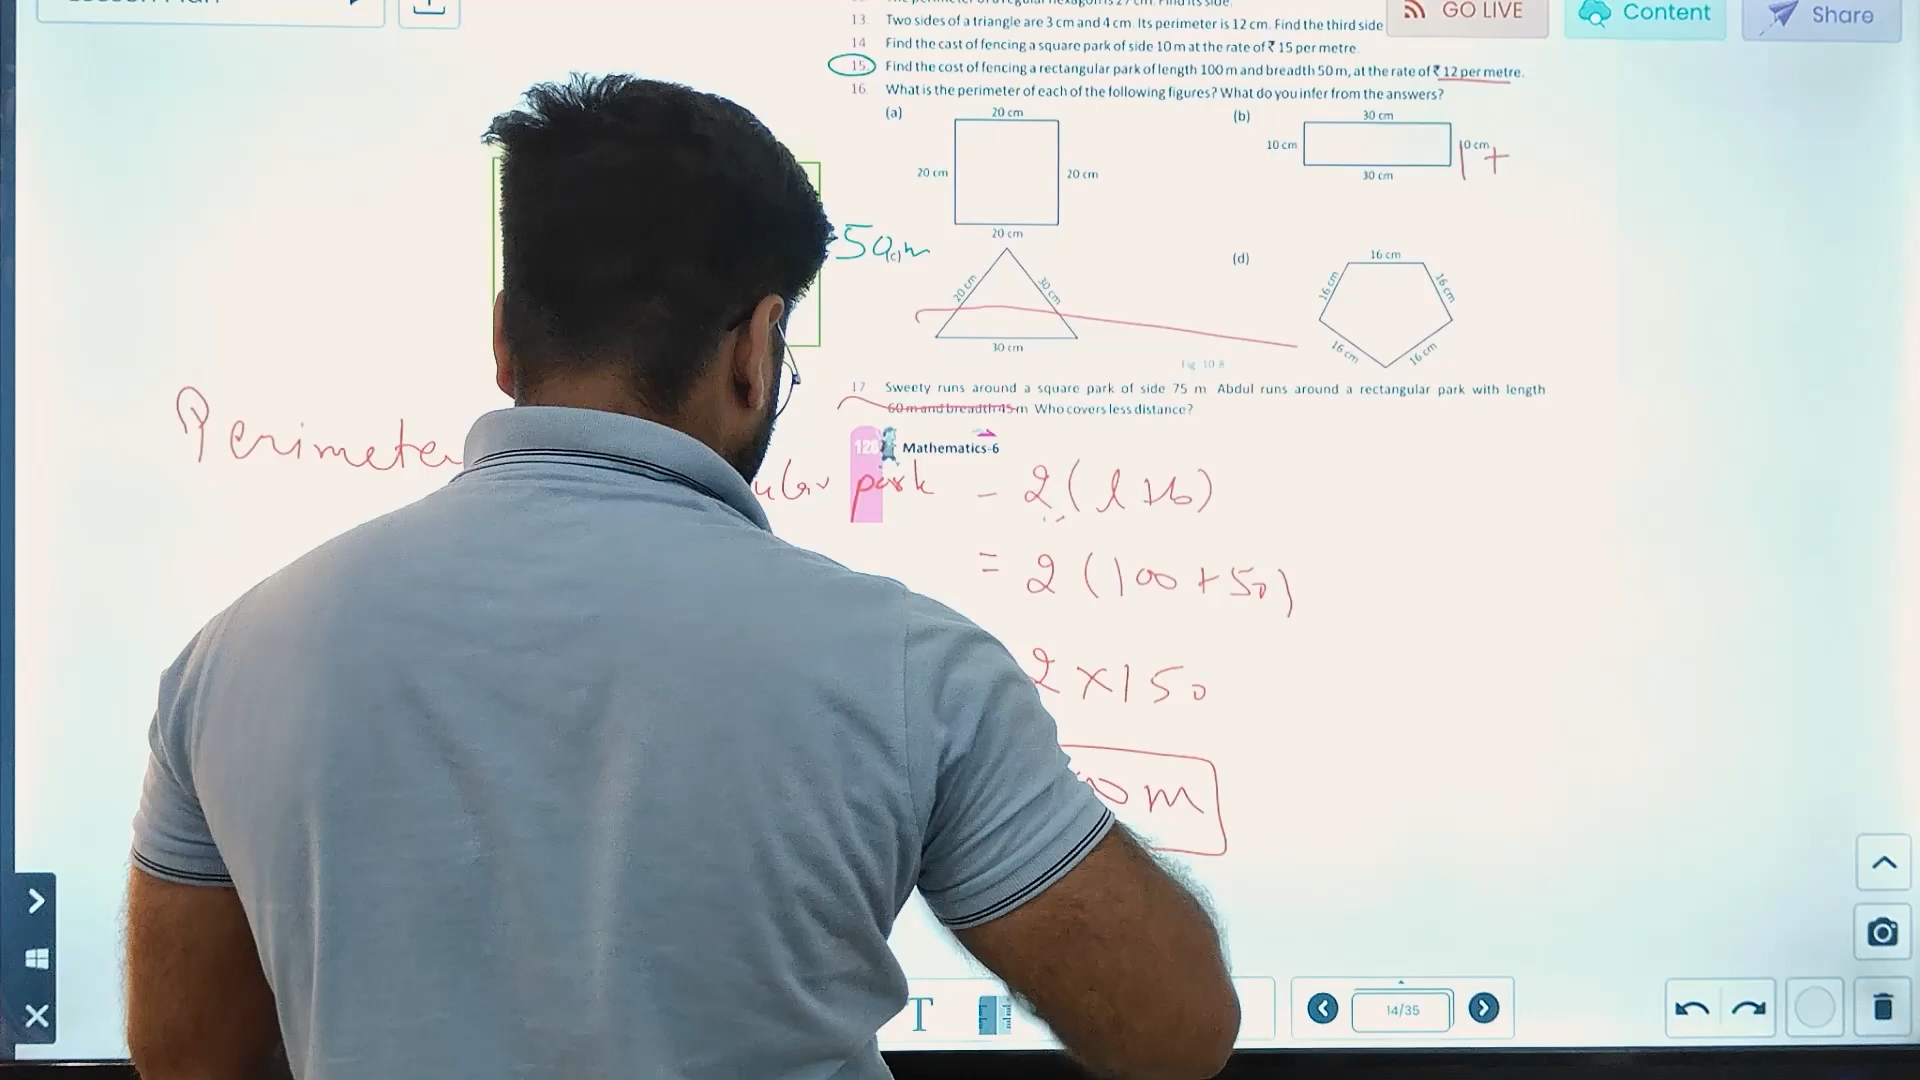 GO LIVE
Content
Share
13. Two sides of a triangle are 3 cm and 4 cm. Its perimeter is 12 cm. Find the third side
14 Find the cast of fencing a square park of side 10 m at the rate of ₹ 15 per metre
15. Find the cost of fencing a rectangular park of length 100 m and breadth 50 m, at the rate of ₹ 12 per metre.
16. What is the perimeter of each of the following figures? What do you infer from the answers?
(a)
20 cm
20 cm
20 cm
20 cm
(b)
30 cm
10 cm
10 cm
30 cm
+
50m
(c)
20 cm
30 cm
30 cm
(d)
16 cm
16 cm
16 cm
16 cm
16 cm
Fig 10.8
17 Sweety runs around a square park of side 75 m Abdul runs around a rectangular park with length
60 m and breadth 45 m Who covers less distance?
128 Mathematics-6
Perimeter park - 2(l+b)
= 2(100+50)
2×150
m
T
14/35